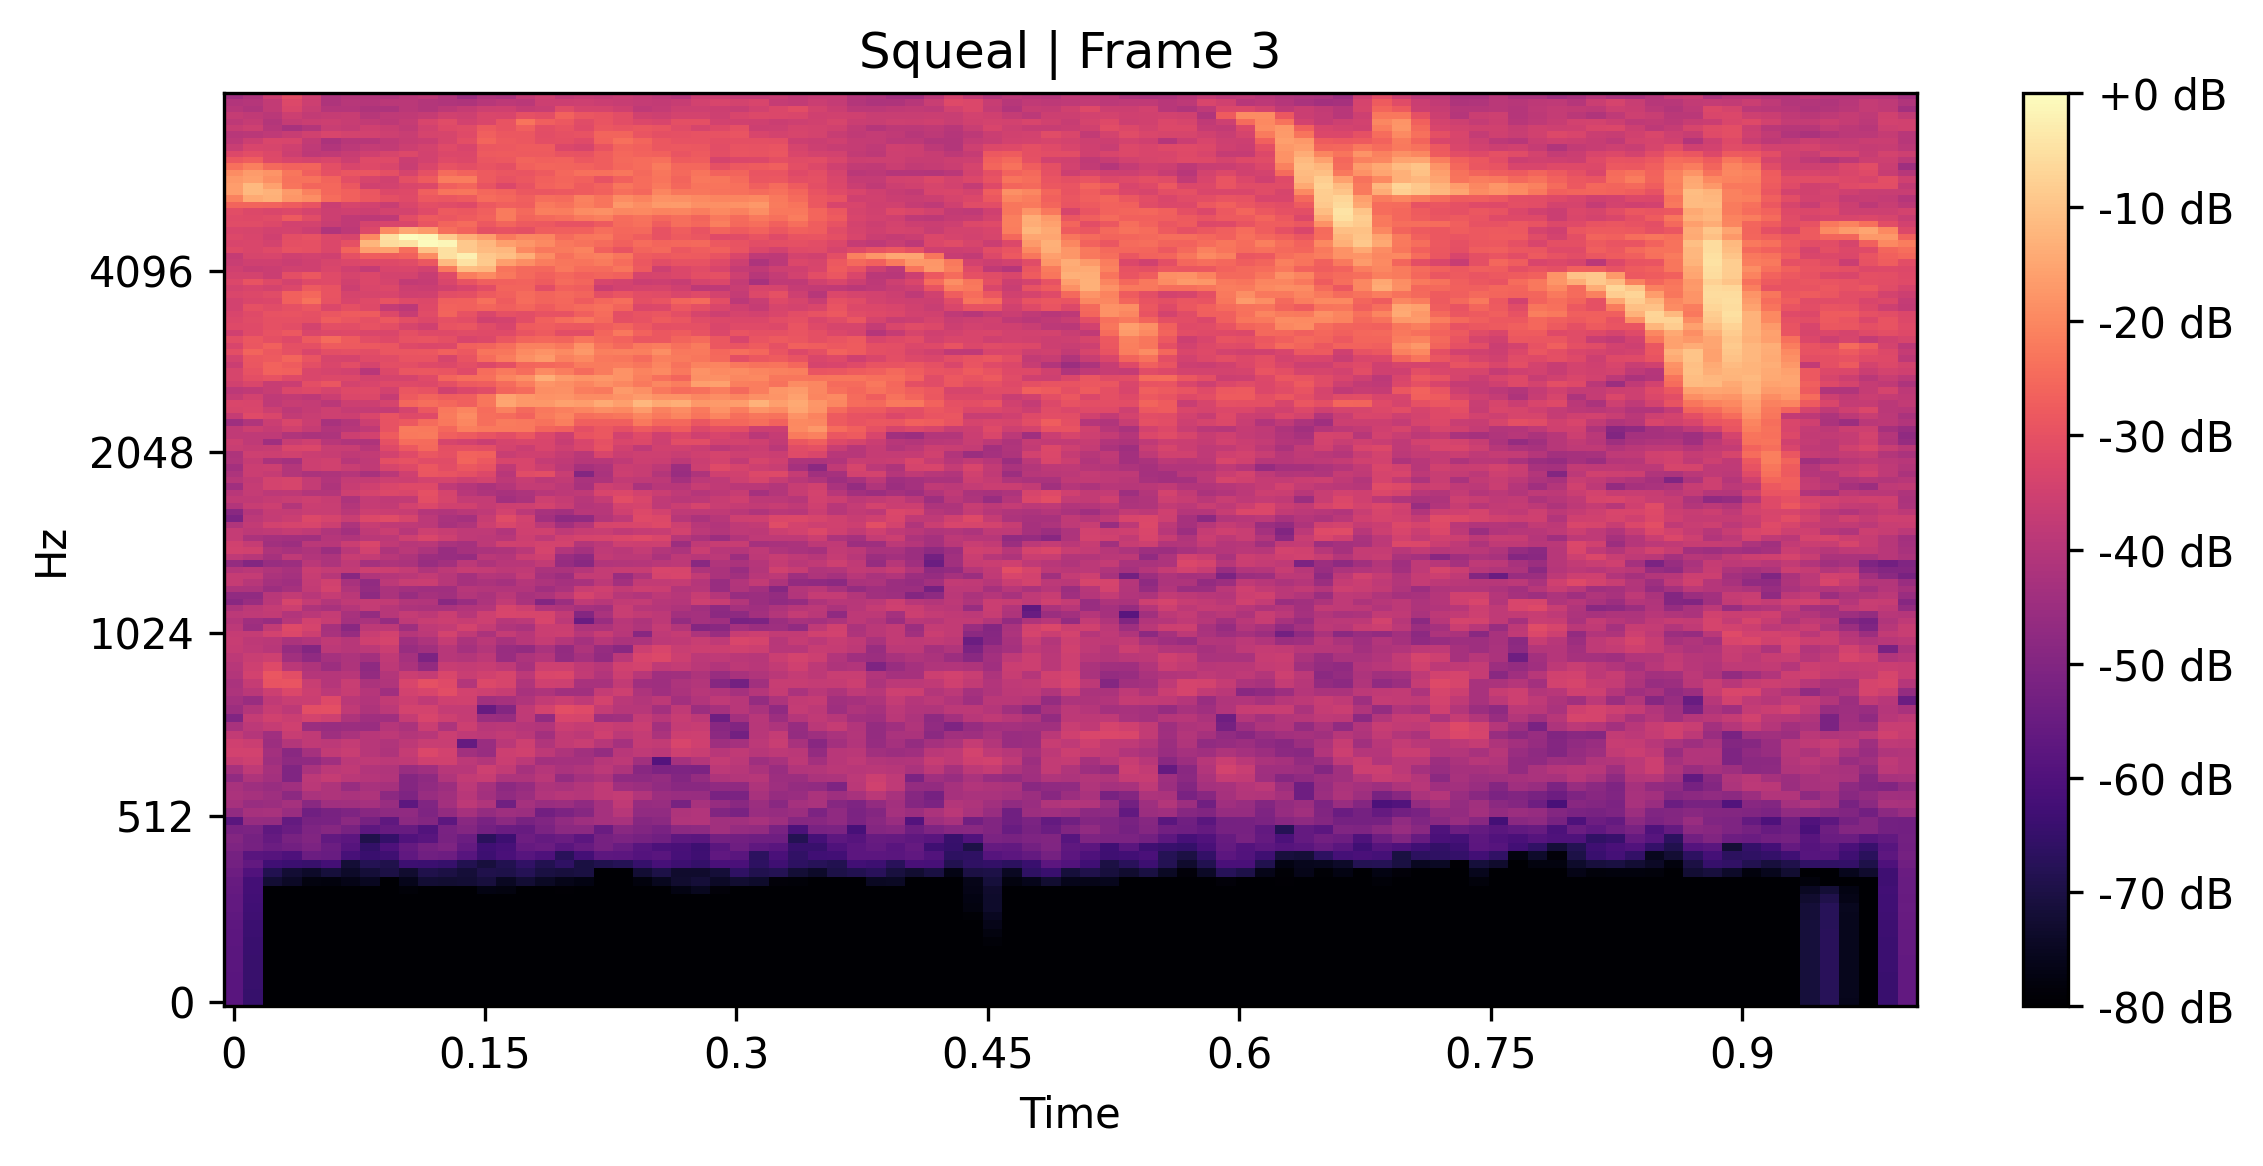 Squeal | Frame 3
+0 dB
-10 dB
-20 dB
-30 dB
-40 dB
-50 dB
-60 dB
-70 dB
-80 dB
Hz
4096
2048
1024
512
0
0 0.15 0.3 0.45 0.6 0.75 0.9
Time